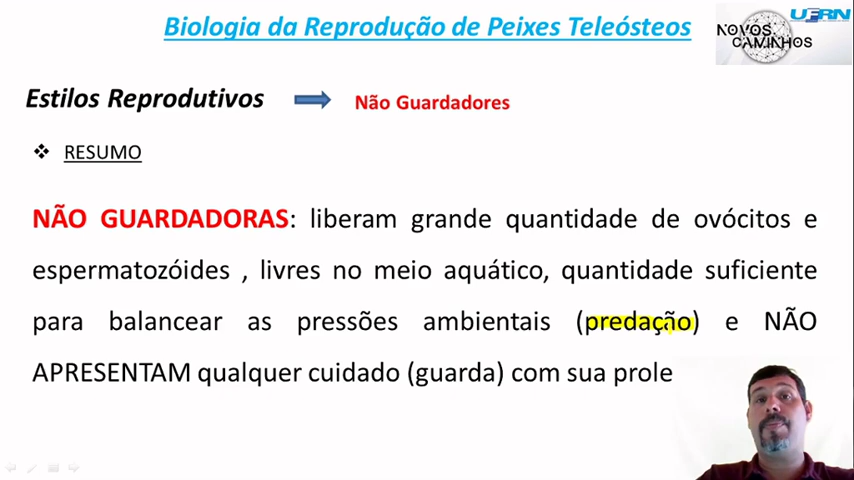 Biologia da Reprodução de Peixes Teleósteos
UFRN
NOVOS
CAMINHOS
Estilos Reprodutivos
Não Guardadores
RESUMO
NÃO GUARDADORAS: liberam grande quantidade de ovócitos e
espermatozóides , livres no meio aquático, quantidade suficiente
para balancear as pressões ambientais (predação) e NÃO
APRESENTAM qualquer cuidado (guarda) com sua prole